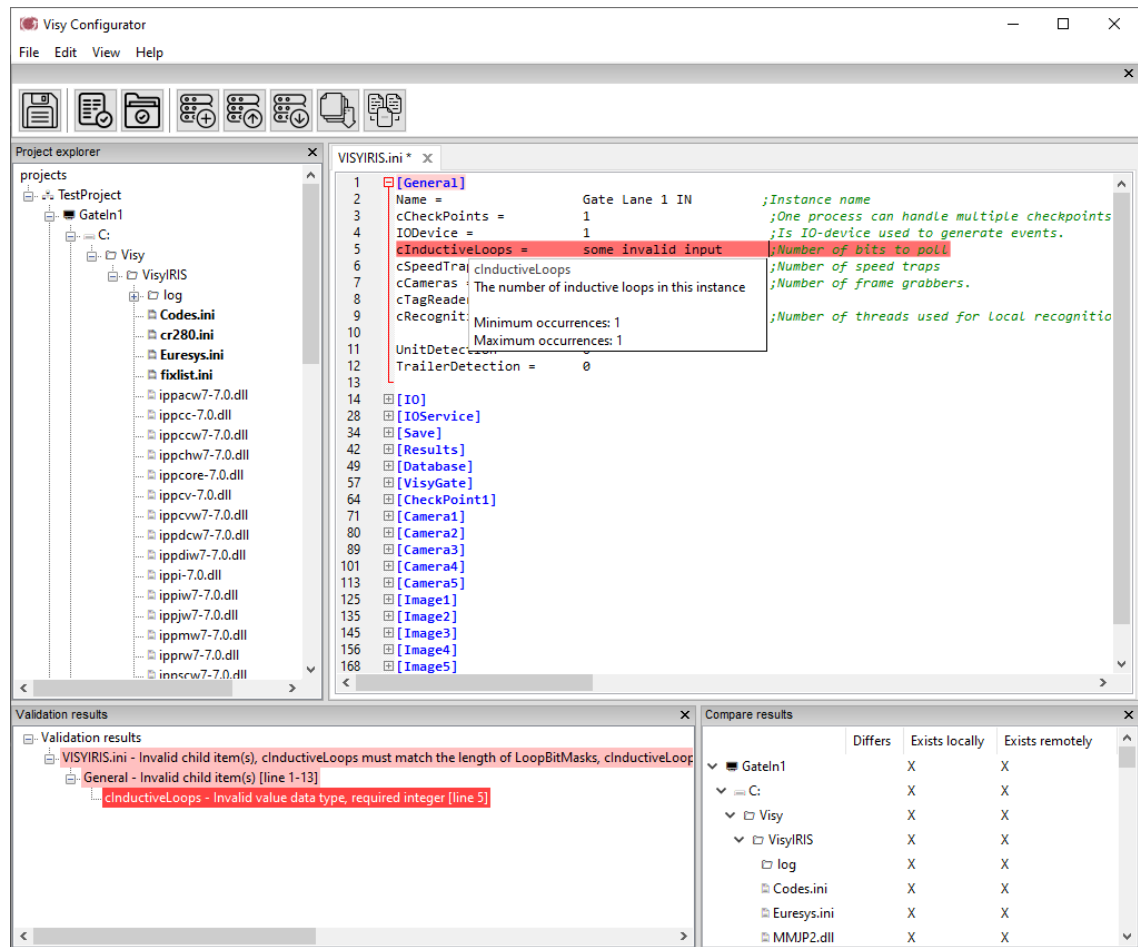 Visy Configurator
File Edit View Help
Project explorer
projects
TestProject
GateIn1
C:
Visy
VisyIRIS
log
Codes.ini
cr280.ini
Euresys.ini
fixlist.ini
ippacw7-7.0.dll
ippcc-7.0.dll
ippccw7-7.0.dll
ippchw7-7.0.dll
ippcore-7.0.dll
ippcv-7.0.dll
ippcvw7-7.0.dll
ippdcw7-7.0.dll
ippdiw7-7.0.dll
ippi-7.0.dll
ippiw7-7.0.dll
ippjw7-7.0.dll
ippmw7-7.0.dll
ipprw7-7.0.dll
ippscw7-7.0.dll
VISYIRIS.ini *
1 [General]
2 Name = Gate Lane 1 IN ;Instance name
3 cCheckPoints = 1 ;One process can handle multiple checkpoints
4 IODevice = 1 ;Is IO-device used to generate events.
5 cInductiveLoops = some invalid input ;Number of bits to poll
6 cSpeedTrap ;Number of speed traps
7 cCameras = ;Number of frame grabbers.
8 cTagReader
9 cRecogniti ;Number of threads used for local recognitio
10
11 UnitDetection 0
12 TrailerDetection = 0
13
14 [IO]
28 [IOService]
34 [Save]
42 [Results]
49 [Database]
57 [VisyGate]
64 [CheckPoint1]
71 [Camera1]
80 [Camera2]
89 [Camera3]
101 [Camera4]
113 [Camera5]
125 [Image1]
135 [Image2]
145 [Image3]
156 [Image4]
168 [Image5]
cInductiveLoops
The number of inductive loops in this instance
Minimum occurrences: 1
Maximum occurrences: 1
Validation results
Validation results
VISYIRIS.ini - Invalid child item(s), cInductiveLoops must match the length of LoopBitMasks, cInductiveLoop
General - Invalid child item(s) [line 1-13]
cInductiveLoops - Invalid value data type, required integer [line 5]
Compare results
Differs Exists locally Exists remotely
GateIn1 X X
C: X X
Visy X X
VisyIRIS X X
log X X
Codes.ini X X
Euresys.ini X X
MMJP2.dll X X